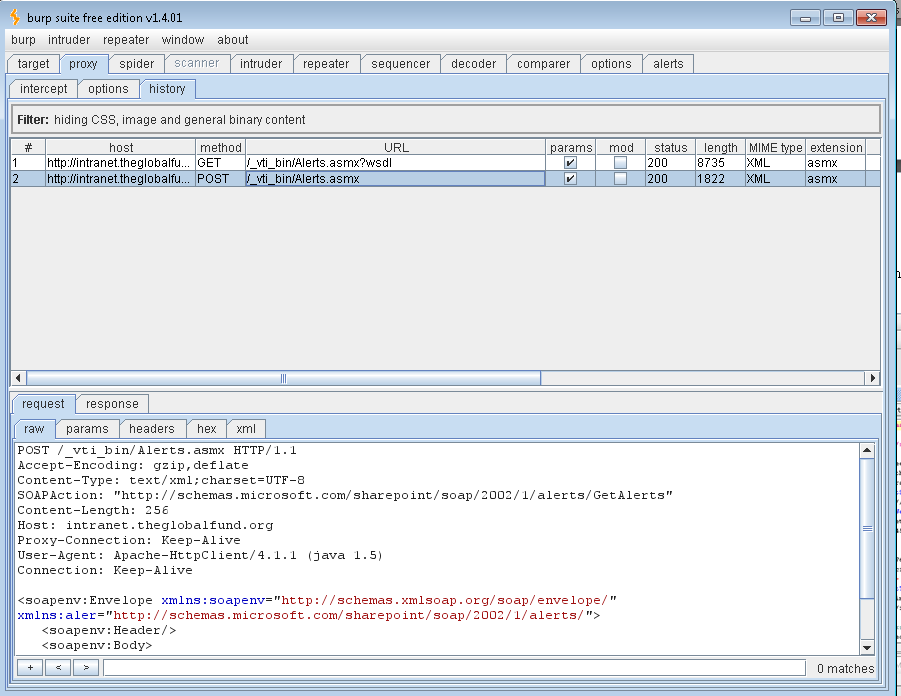 burp suite free edition v1.4.01
burp intruder repeater window about
target proxy spider scanner intruder repeater sequencer decoder comparer options alerts
intercept options history
Filter: hiding CSS, image and general binary content
# host method URL params mod status length MIME type extension
1 http://intranet.theglobalfu... GET /_vti_bin/Alerts.asmx?wsdl 200 8735 XML asmx
2 http://intranet.theglobalfu... POST /_vti_bin/Alerts.asmx 200 1822 XML asmx
request response
raw params headers hex xml
POST /_vti_bin/Alerts.asmx HTTP/1.1
Accept-Encoding: gzip,deflate
Content-Type: text/xml;charset=UTF-8
SOAPAction: "http://schemas.microsoft.com/sharepoint/soap/2002/1/alerts/GetAlerts"
Content-Length: 256
Host: intranet.theglobalfund.org
Proxy-Connection: Keep-Alive
User-Agent: Apache-HttpClient/4.1.1 (java 1.5)
Connection: Keep-Alive
<soapenv:Envelope xmlns:soapenv="http://schemas.xmlsoap.org/soap/envelope/"
xmlns:aler="http://schemas.microsoft.com/sharepoint/soap/2002/1/alerts/">
<soapenv:Header/>
<soapenv:Body>
+ < > 0 matches